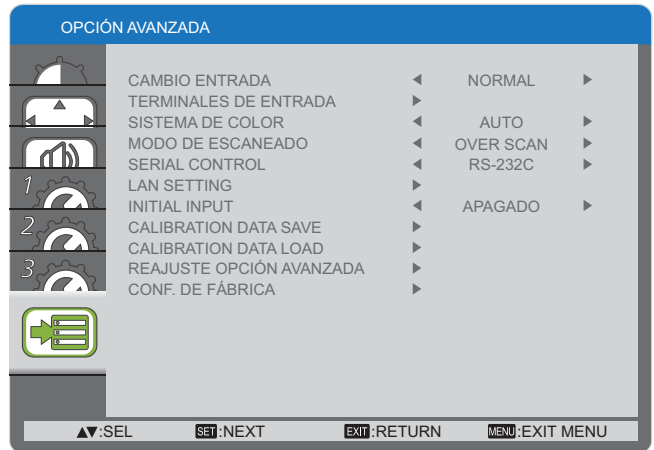 OPCIÓN AVANZADA
CAMBIO ENTRADA NORMAL
TERMINALES DE ENTRADA
SISTEMA DE COLOR AUTO
MODO DE ESCANEADO OVER SCAN
SERIAL CONTROL RS-232C
1
LAN SETTING
INITIAL INPUT APAGADO
2
CALIBRATION DATA SAVE
CALIBRATION DATA LOAD
3
REAJUSTE OPCIÓN AVANZADA
CONF. DE FÁBRICA
▲▼:SEL SET:NEXT EXIT:RETURN MENU:EXIT MENU